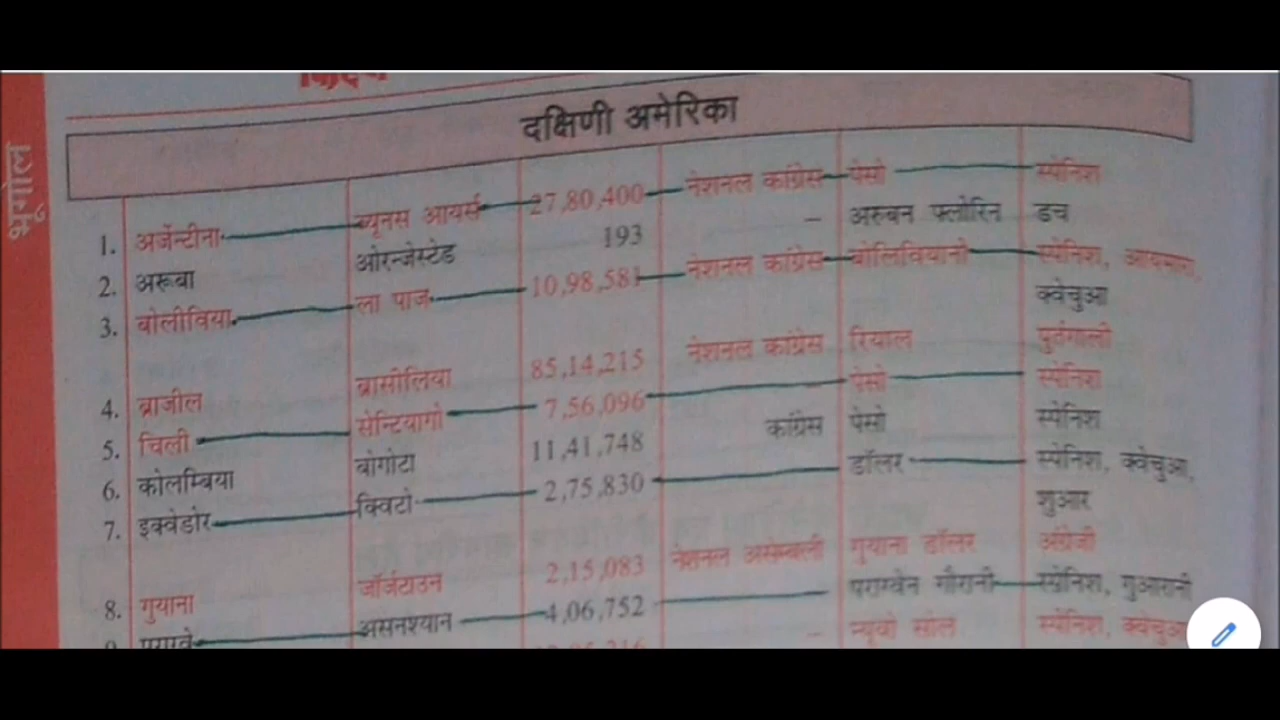 भूगोल
दक्षिणी अमेरिका
1. अर्जेन्टीना ब्यूनस आयर्स 27,80,400 नेशनल कांग्रेस पेसो स्पेनिश
2. अरूबा ओरन्जेस्टेड 193 – अरुबन फ्लोरिन डच
3. बोलीविया ला पाज 10,98,581 नेशनल कांग्रेस बोलिवियानो स्पेनिश, आयमारा,
क्वेचुआ
4. ब्राजील ब्रासीलिया 85,14,215 नेशनल कांग्रेस रियाल पुर्तगाली
5. चिली सेन्टियागो 7,56,096 पेसो स्पेनिश
6. कोलम्बिया बोगोटा 11,41,748 कांग्रेस पेसो स्पेनिश
7. इक्वेडोर क्विटो 2,75,830 डॉलर स्पेनिश, क्वेचुआ,
शुआर
8. गुयाना जॉर्जटाउन 2,15,083 नेशनल असेम्बली गुयाना डॉलर अंग्रेजी
असनश्यान 4,06,752 पराग्वेन गौरानी स्पेनिश, गुआरानी
– न्यूवो सोल स्पेनिश,